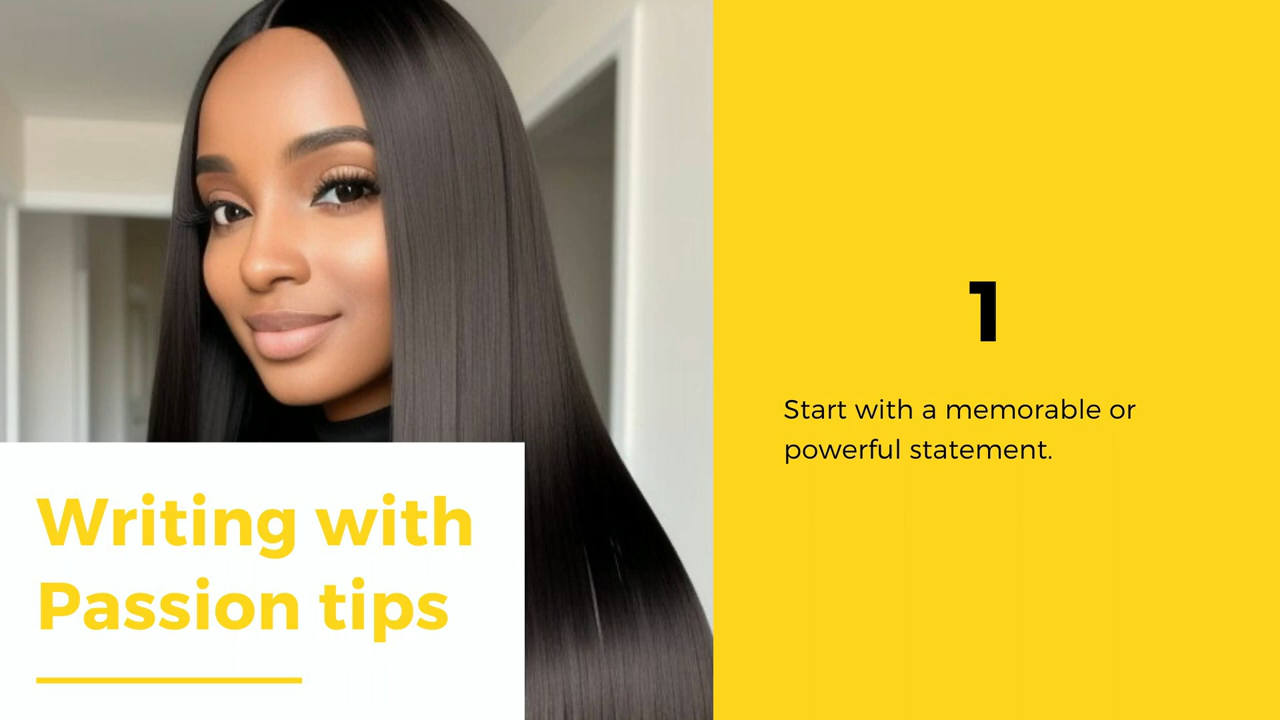 Writing with
Passion tips
1
Start with a memorable or
powerful statement.